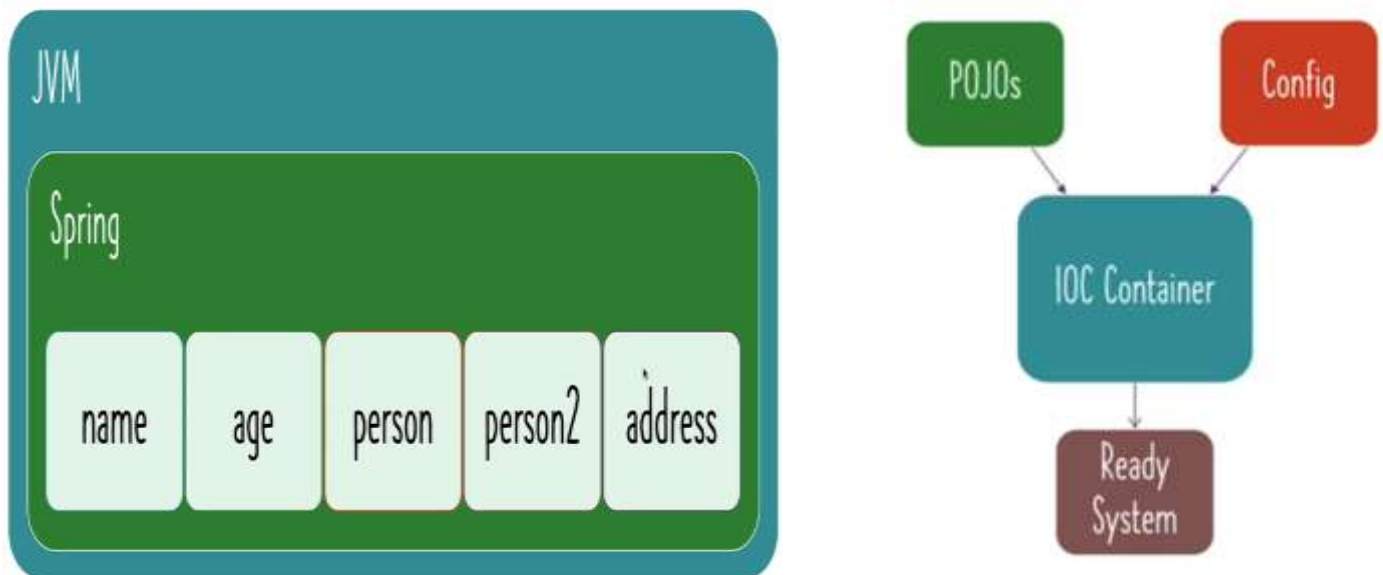 JVM
Spring
name
age
person
person2
address
POJOs
Config
IOC Container
Ready
System